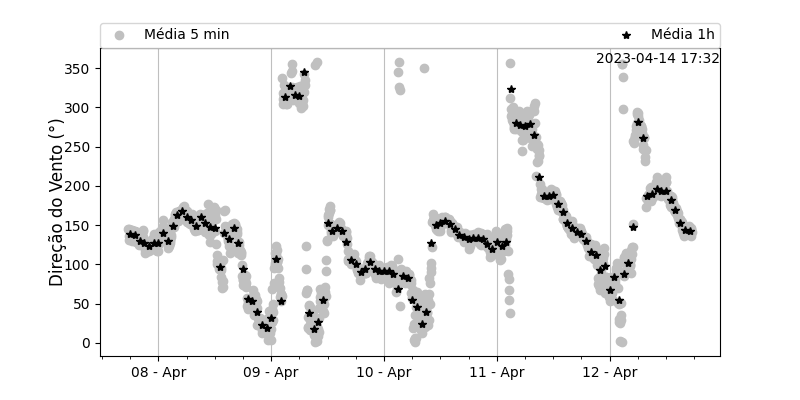 Média 5 min
Média 1h
2023-04-14 17:32
Direção do Vento (°)
350
300
250
200
150
100
50
0
08 - Apr
09 - Apr
10 - Apr
11 - Apr
12 - Apr